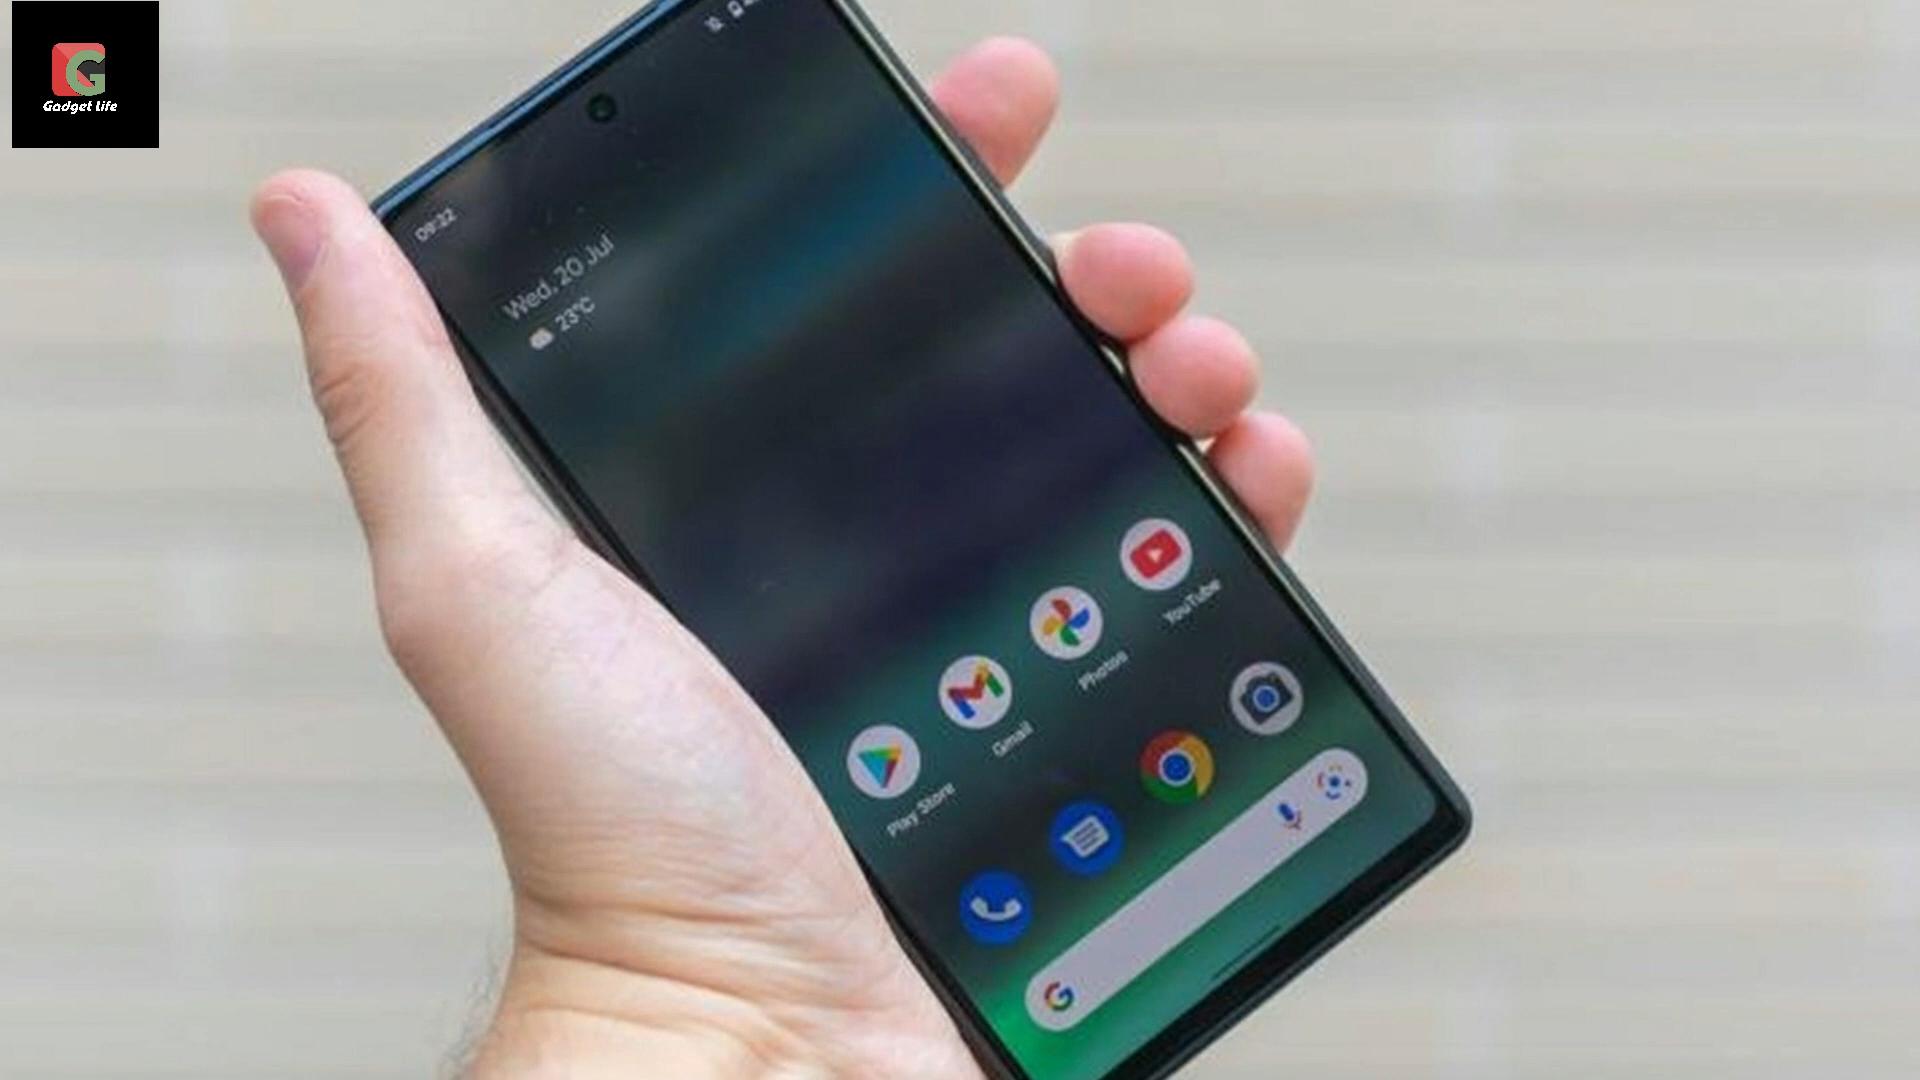 Gadget life
09:22
Wed, 20 Jul
23°C
YouTube
Photos
Gmail
Play Store